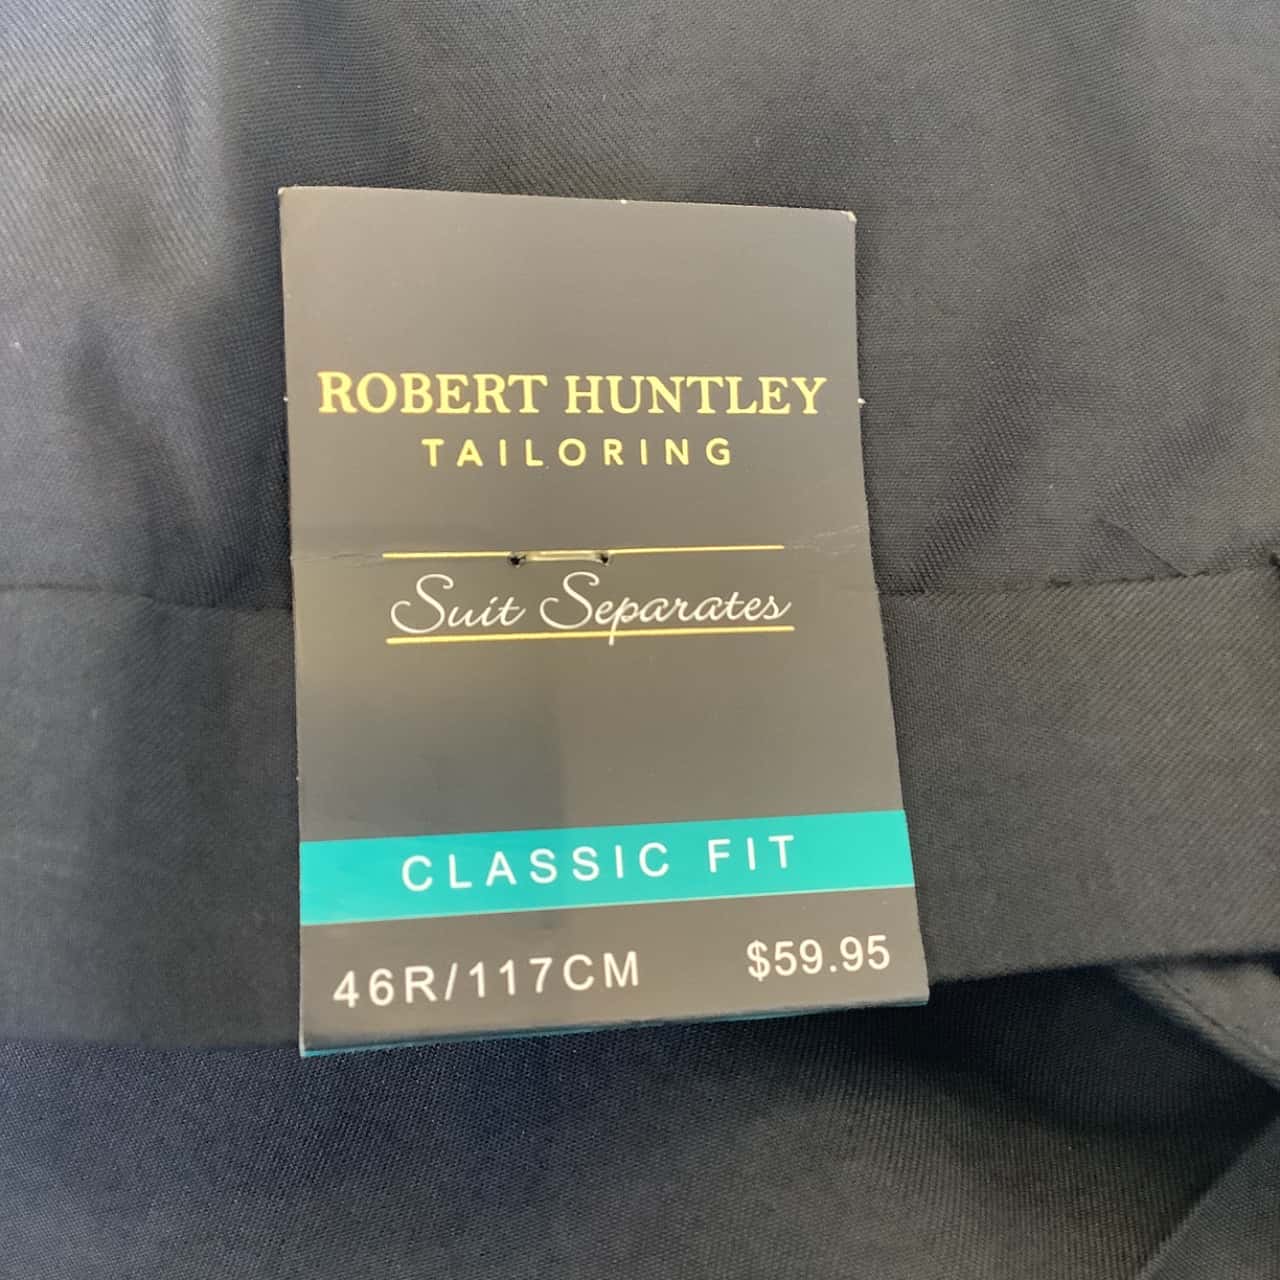 ROBERT HUNTLEY
TAILORING
Suit Separates
CLASSIC FIT
46R/117CM $59.95